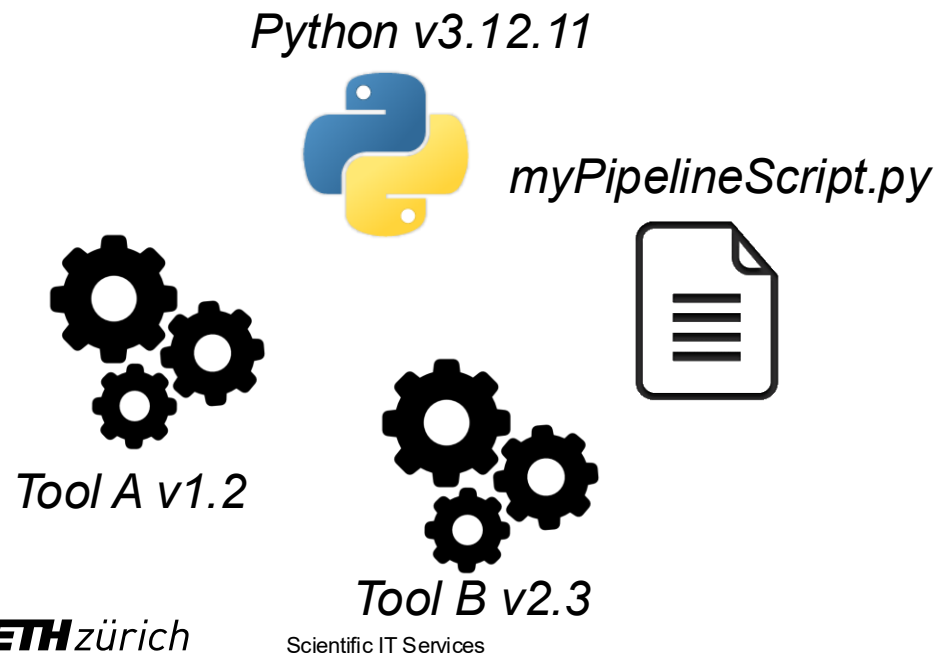 Python v3.12.11
myPipelineScript.py
Tool A v1.2
Tool B v2.3
ETH zürich
Scientific IT Services